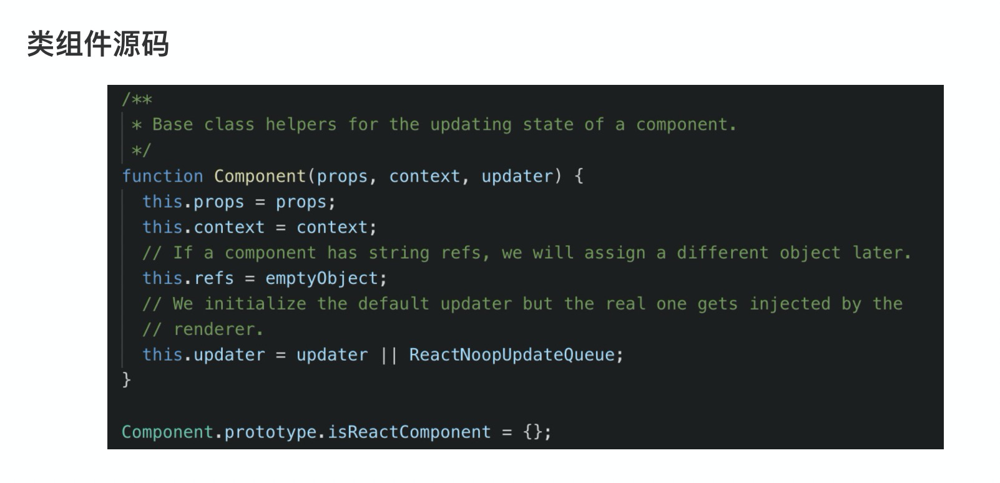 类组件源码
/**
 * Base class helpers for the updating state of a component.
 */
function Component(props, context, updater) {
  this.props = props;
  this.context = context;
  // If a component has string refs, we will assign a different object later.
  this.refs = emptyObject;
  // We initialize the default updater but the real one gets injected by the
  // renderer.
  this.updater = updater || ReactNoopUpdateQueue;
}
Component.prototype.isReactComponent = {};